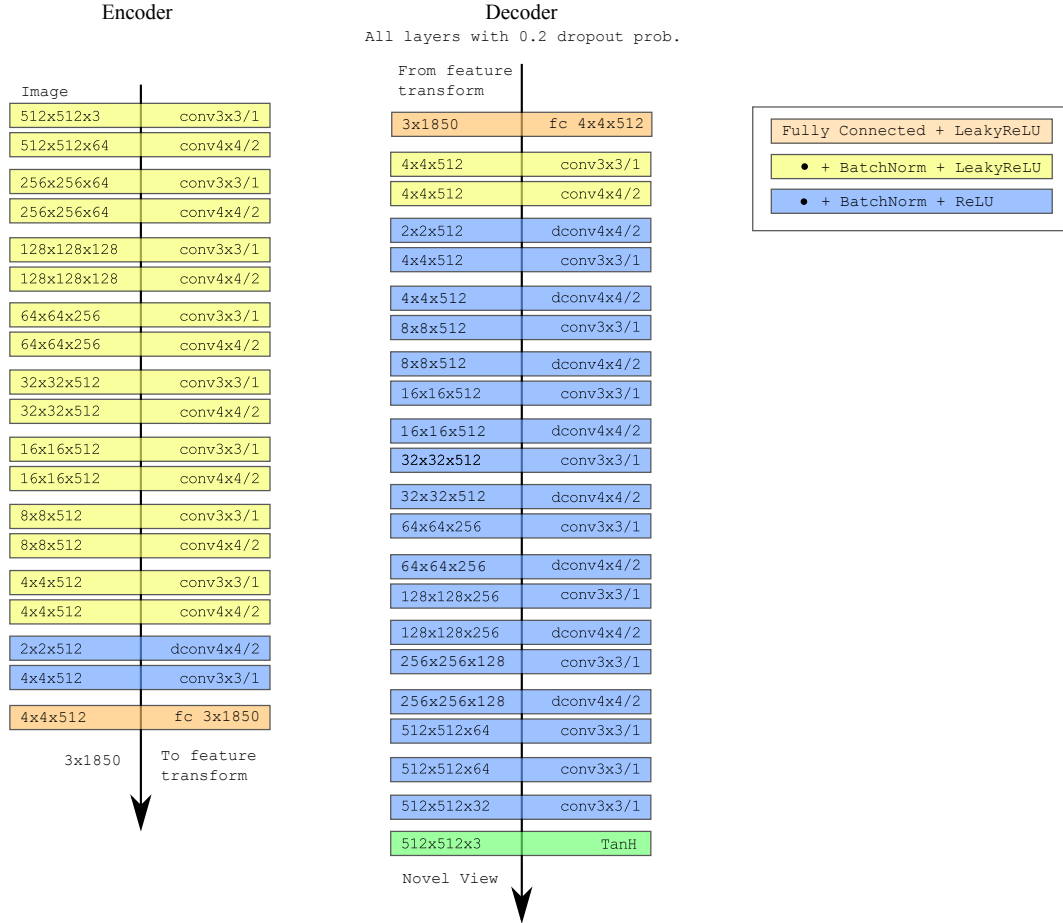 Encoder
Image
512x512x3 conv3x3/1
512x512x64 conv4x4/2
256x256x64 conv3x3/1
256x256x64 conv4x4/2
128x128x128 conv3x3/1
128x128x128 conv4x4/2
64x64x256 conv3x3/1
64x64x256 conv4x4/2
32x32x512 conv3x3/1
32x32x512 conv4x4/2
16x16x512 conv3x3/1
16x16x512 conv4x4/2
8x8x512 conv3x3/1
8x8x512 conv4x4/2
4x4x512 conv3x3/1
4x4x512 conv4x4/2
2x2x512 dconv4x4/2
4x4x512 conv3x3/1
4x4x512 fc 3x1850
3x1850 To feature
transform
Decoder
All layers with 0.2 dropout prob.
From feature
transform
3x1850 fc 4x4x512
4x4x512 conv3x3/1
4x4x512 conv4x4/2
2x2x512 dconv4x4/2
4x4x512 conv3x3/1
4x4x512 dconv4x4/2
8x8x512 conv3x3/1
8x8x512 dconv4x4/2
16x16x512 conv3x3/1
16x16x512 dconv4x4/2
32x32x512 conv3x3/1
32x32x512 dconv4x4/2
64x64x256 conv3x3/1
64x64x256 dconv4x4/2
128x128x256 conv3x3/1
128x128x256 dconv4x4/2
256x256x128 conv3x3/1
256x256x128 dconv4x4/2
512x512x64 conv3x3/1
512x512x64 conv3x3/1
512x512x32 conv3x3/1
512x512x3 TanH
Novel View
Fully Connected + LeakyReLU
• + BatchNorm + LeakyReLU
• + BatchNorm + ReLU